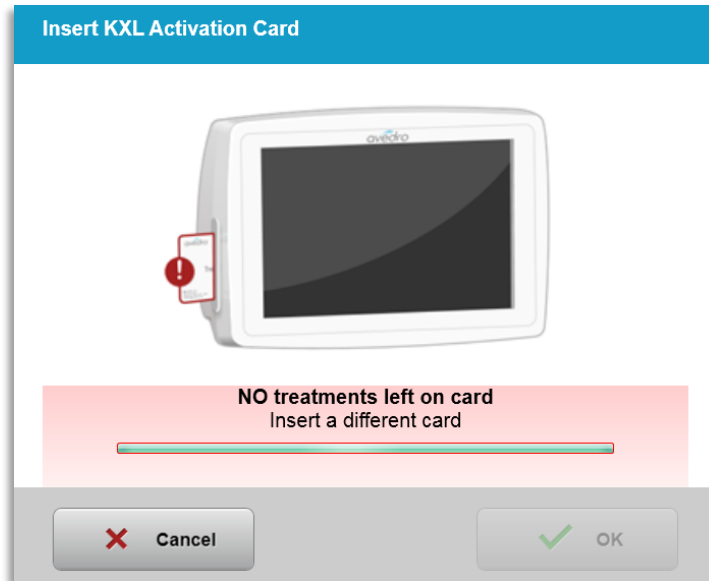 Insert KXL Activation Card
avedro
avedro
NO treatments left on card
Insert a different card
Cancel
OK